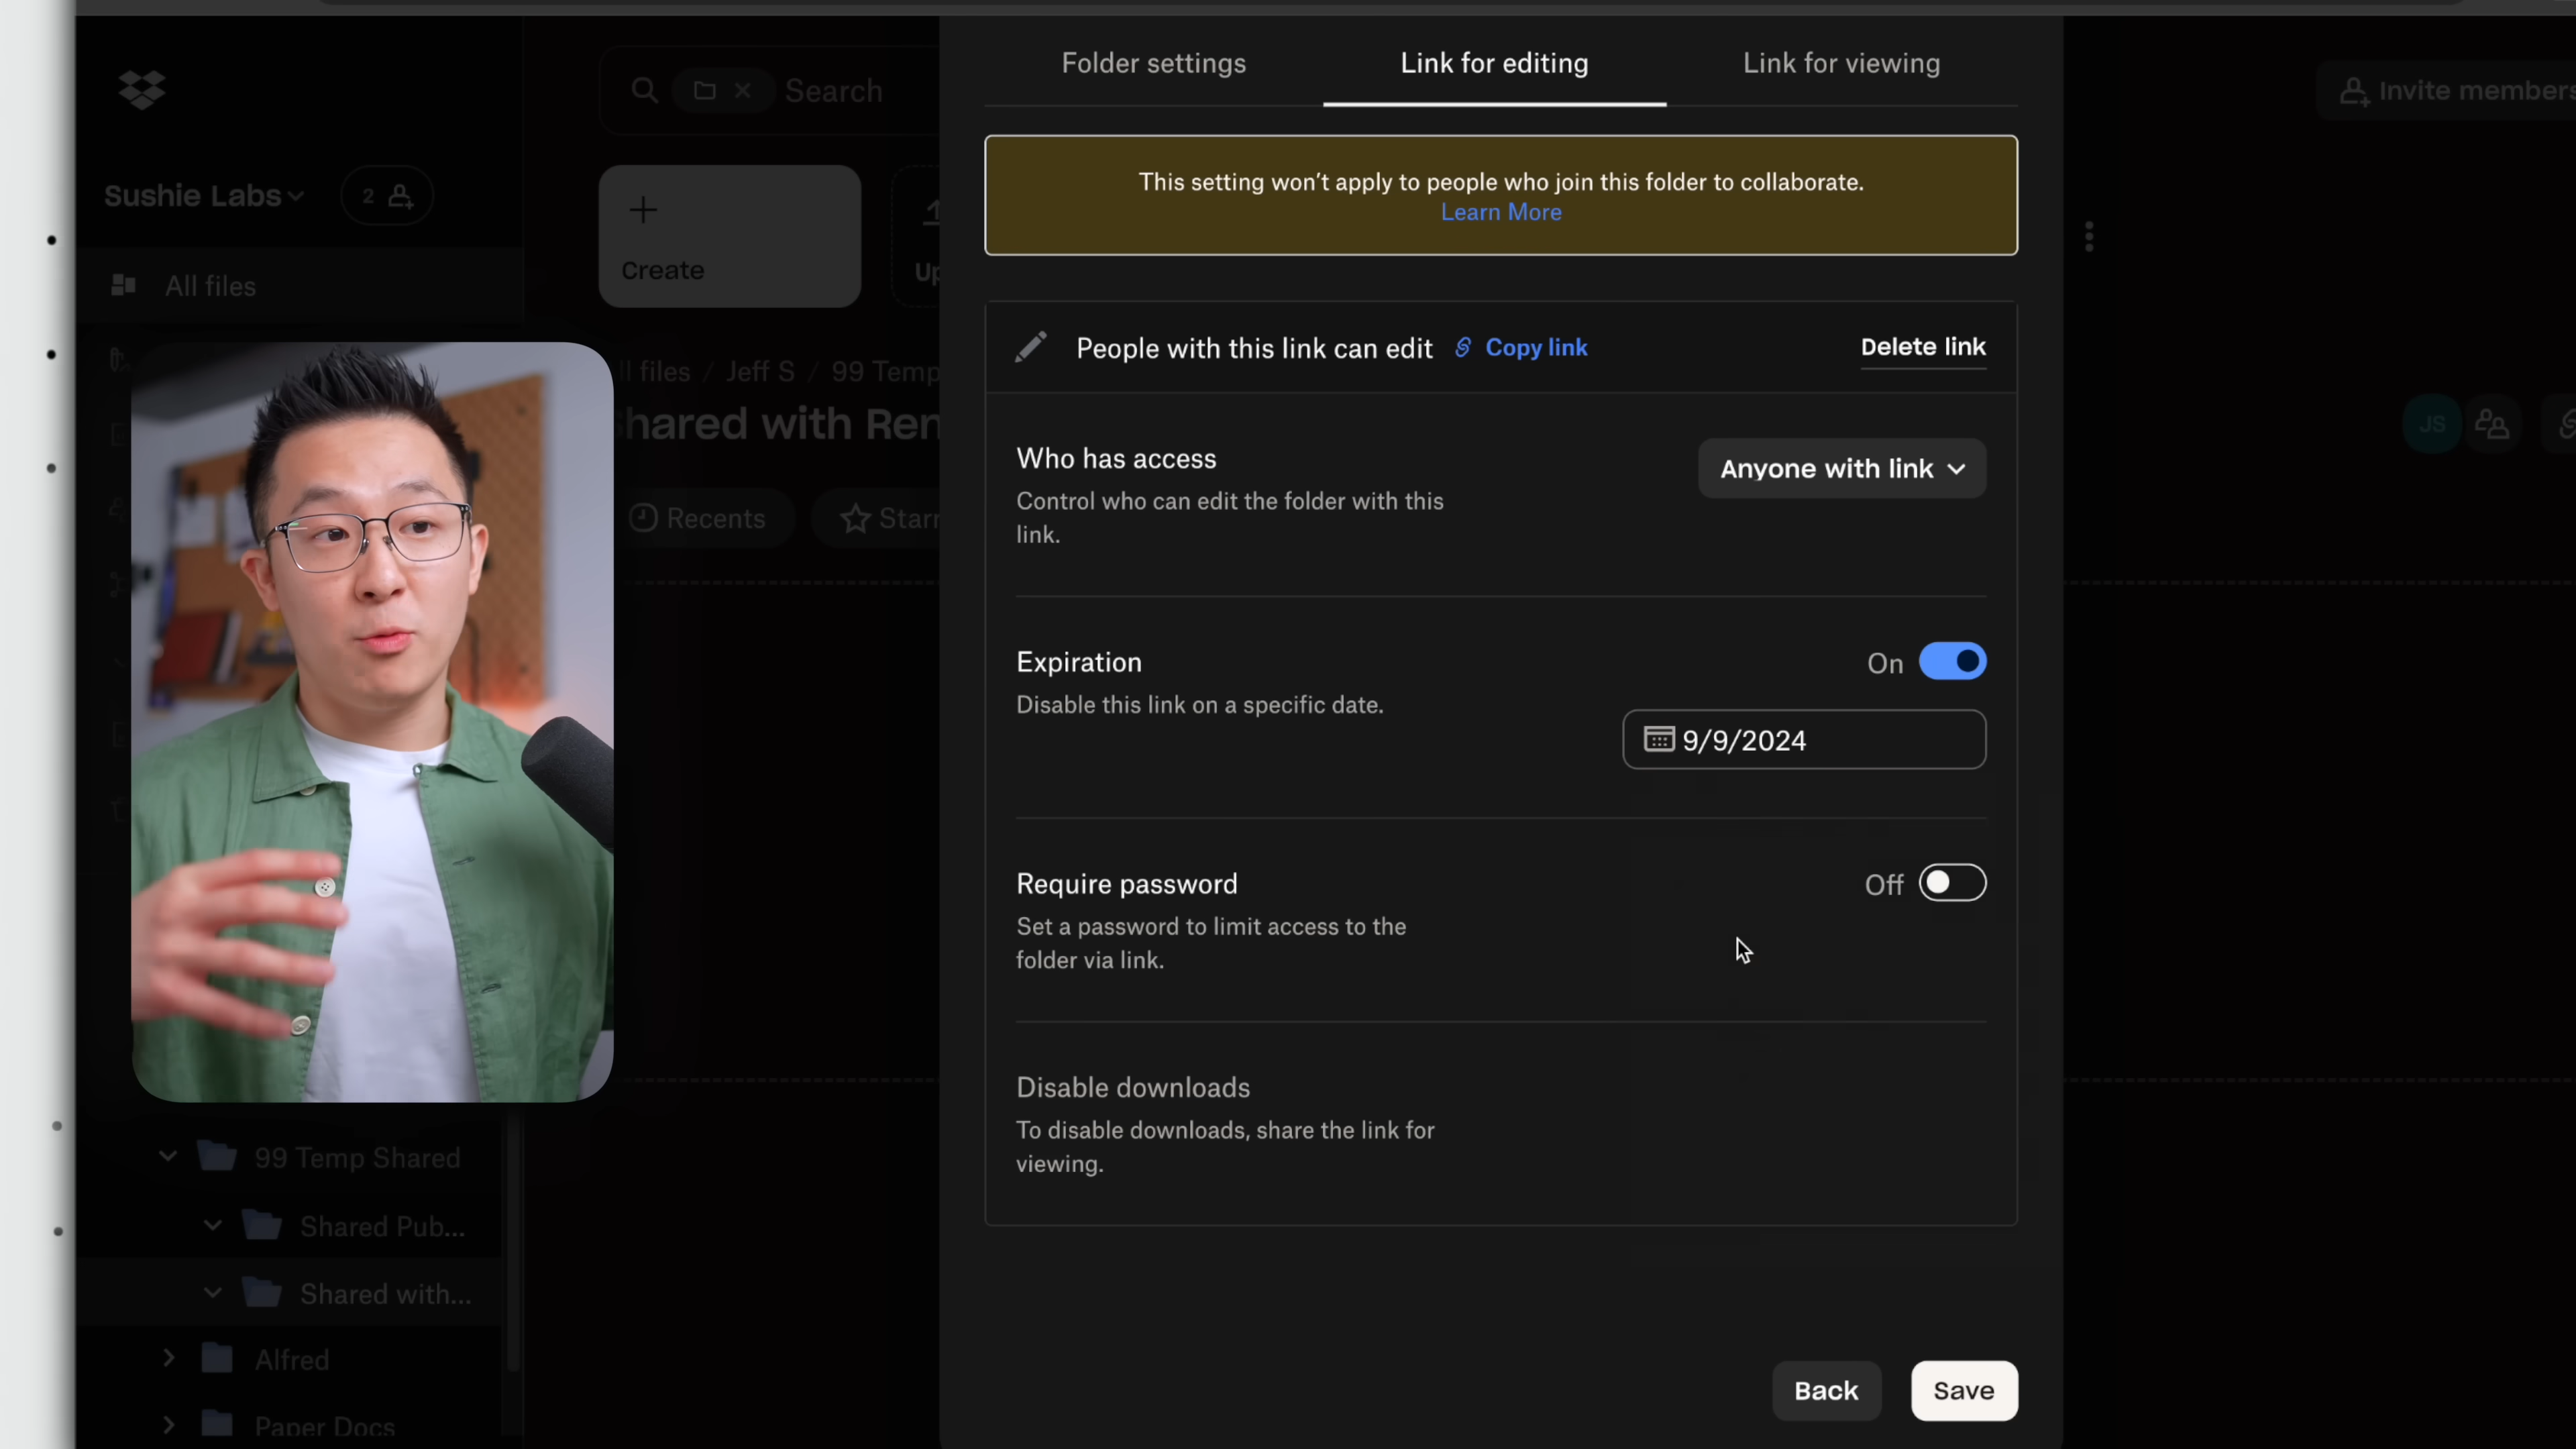 Folder settings
Link for editing
Link for viewing
Search
Invite members
This setting won't apply to people who join this folder to collaborate.
Learn More
Sushie Labs
2
Create
All files
People with this link can edit
Copy link
Delete link
files / Jeff S / 99 Temp
Shared with Ren
JS
Who has access
Control who can edit the folder with this
link.
Anyone with link
Recents
Starr
Expiration
Disable this link on a specific date.
On
9/9/2024
Require password
Set a password to limit access to the
folder via link.
Off
Disable downloads
To disable downloads, share the link for
viewing.
99 Temp Shared
Shared Pub...
Shared with...
Alfred
Paper Docs
Back
Save